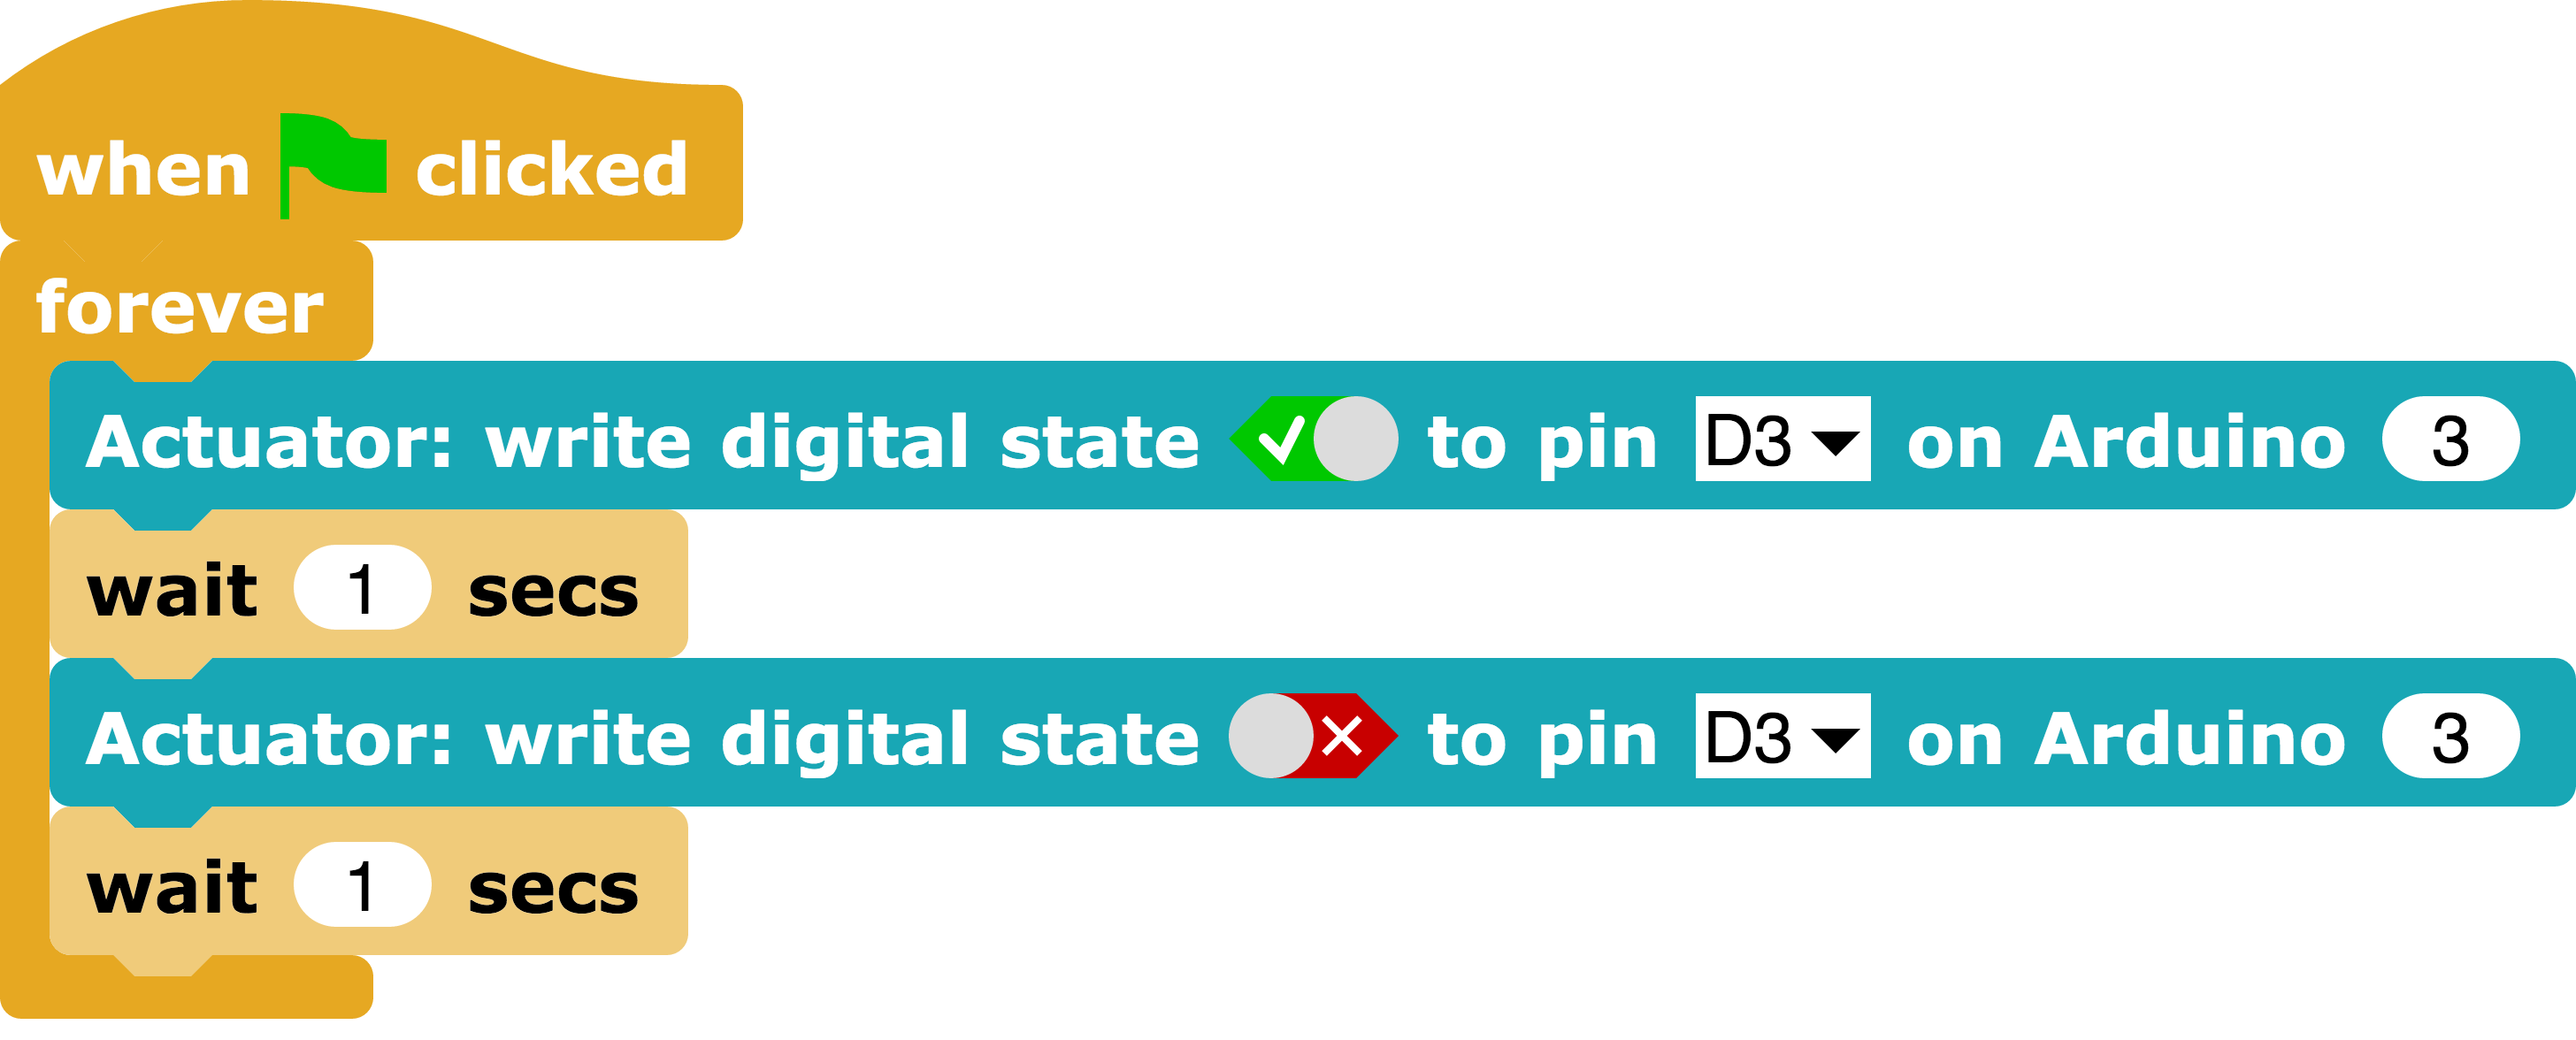 when clicked
forever
Actuator: write digital state to pin D3 on Arduino 3
wait 1 secs
Actuator: write digital state to pin D3 on Arduino 3
wait 1 secs